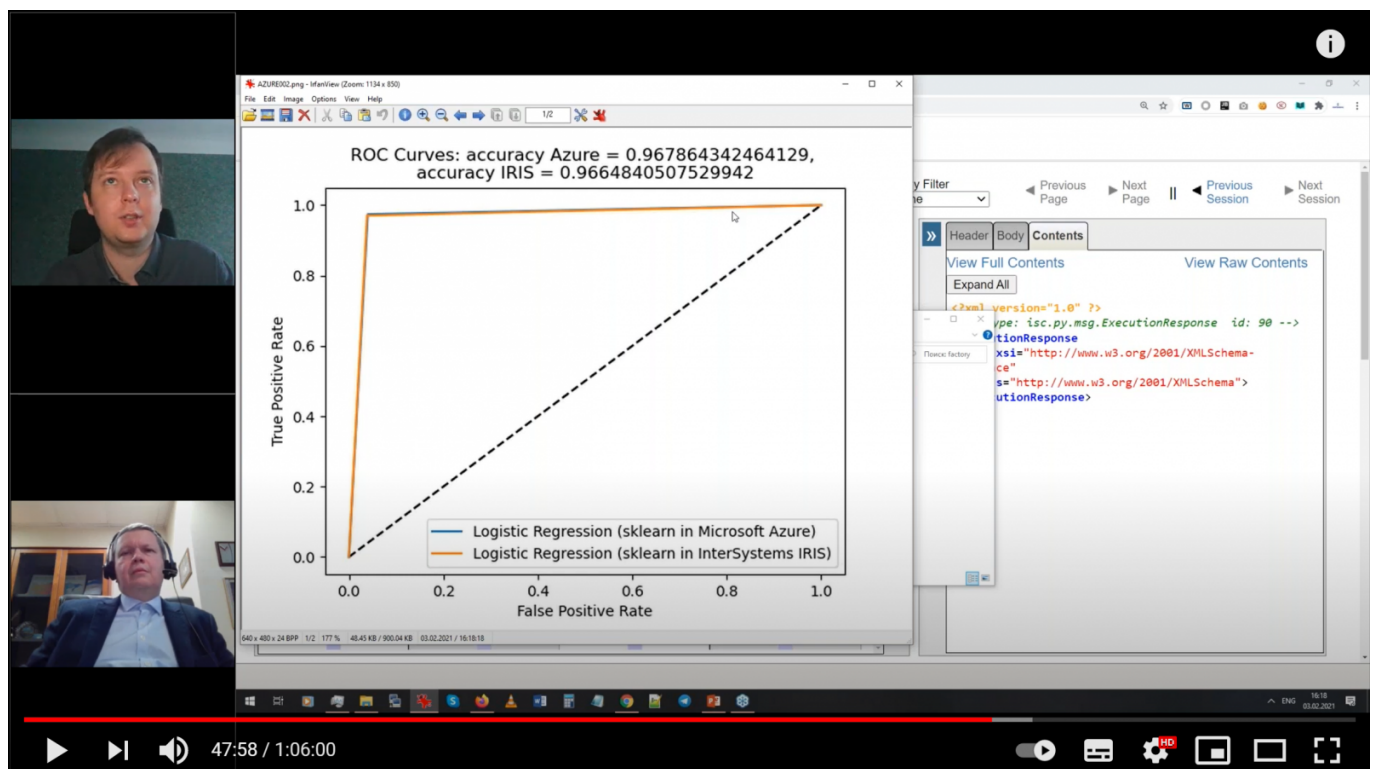 AZURE002.png - IrfanView (Zoom: 1134 x 850)
File Edit Image Options View Help
1/2
ROC Curves: accuracy Azure = 0.967864342464129,
accuracy IRIS = 0.9664840507529942
1.0
0.8
0.6
0.4
0.2
0.0
True Positive Rate
Logistic Regression (sklearn in Microsoft Azure)
Logistic Regression (sklearn in InterSystems IRIS)
0.0 0.2 0.4 0.6 0.8 1.0
False Positive Rate
640 x 480 x 24 BPP 1/2 177 % 48.45 KB / 900.04 KB 03.02.2021 / 16:18:18
y Filter
ne
Previous Page
Next Page
Previous Session
Next Session
Header Body Contents
View Full Contents View Raw Contents
Expand All
<?xml version="1.0" ?>
ype: isc.py.msg.ExecutionResponse id: 90 -->
tionResponse
xsi="http://www.w3.org/2001/XMLSchema-
ce"
s="http://www.w3.org/2001/XMLSchema">
utionResponse>
Поиск: factory
ENG
16:18
03.02.2021
47:58 / 1:06:00
HD